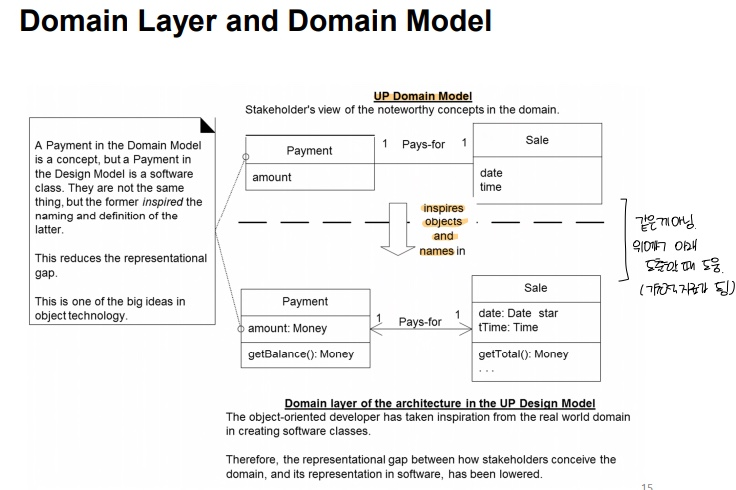 Domain Layer and Domain Model
UP Domain Model
Stakeholder's view of the noteworthy concepts in the domain.
A Payment in the Domain Model
is a concept, but a Payment in
the Design Model is a software
class. They are not the same
thing, but the former inspired the
naming and definition of the
latter.
This reduces the representational
gap.
This is one of the big ideas in
object technology.
Payment
amount
1 Pays-for 1
Sale
date
time
inspires
objects
and
names in
같은게 아님.
위에가 아래
도출할 때 도움.
Payment
amount: Money
getBalance(): Money
1 Pays-for 1
Sale
date: Date star
tTime: Time
getTotal(): Money
. . .
Domain layer of the architecture in the UP Design Model
The object-oriented developer has taken inspiration from the real world domain
in creating software classes.
Therefore, the representational gap between how stakeholders conceive the
domain, and its representation in software, has been lowered.
15